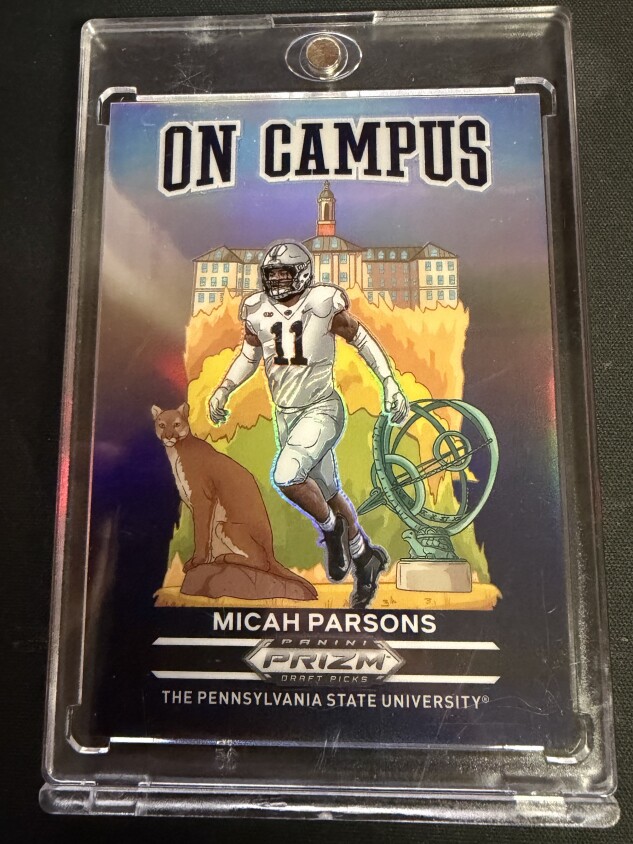 ON CAMPUS
11
MICAH PARSONS
PANINI
PRIZM
DRAFT PICKS
THE PENNSYLVANIA STATE UNIVERSITY®